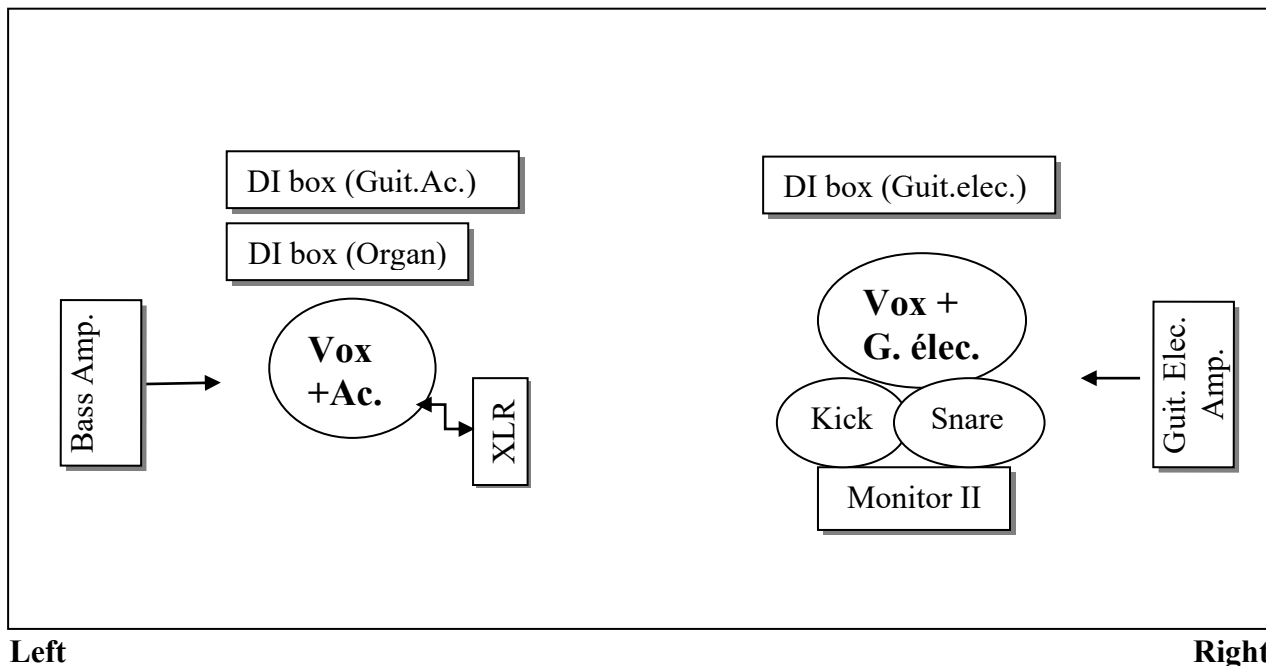 DI box (Guit.Ac.)
DI box (Guit.elec.)
DI box (Organ)
Bass Amp.
Vox
+Ac.
XLR
Vox +
G. élec.
Kick
Snare
Monitor II
Guit. Elec.
Amp.
Left
Right